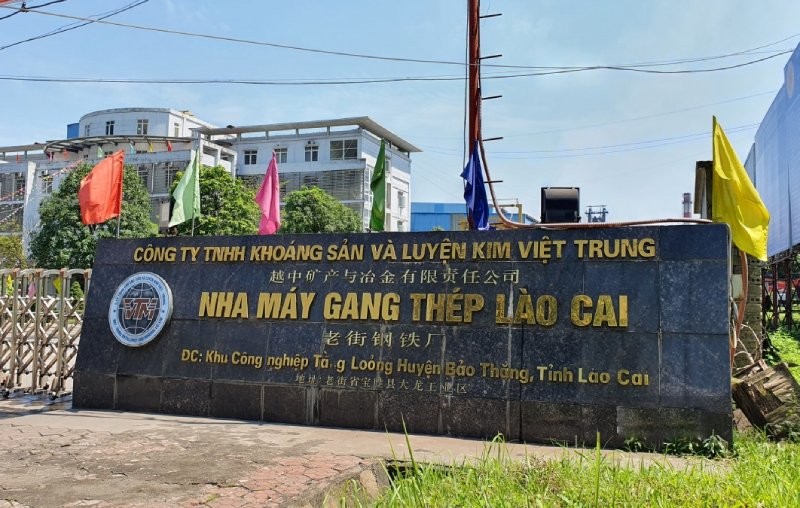 CÔNG TY TNHH KHOÁNG SẢN VÀ LUYỆN KIM VIỆT TRUNG
越中矿产与冶金有限责任公司
VTM
NHA MÁY GANG THÉP LÀO CAI
老街钢铁厂
ĐC: Khu Công nghiệp Tằng Loỏng Huyện Bảo Thắng, Tỉnh Lao Cai
地址:老街省宝胜县大龙工业区